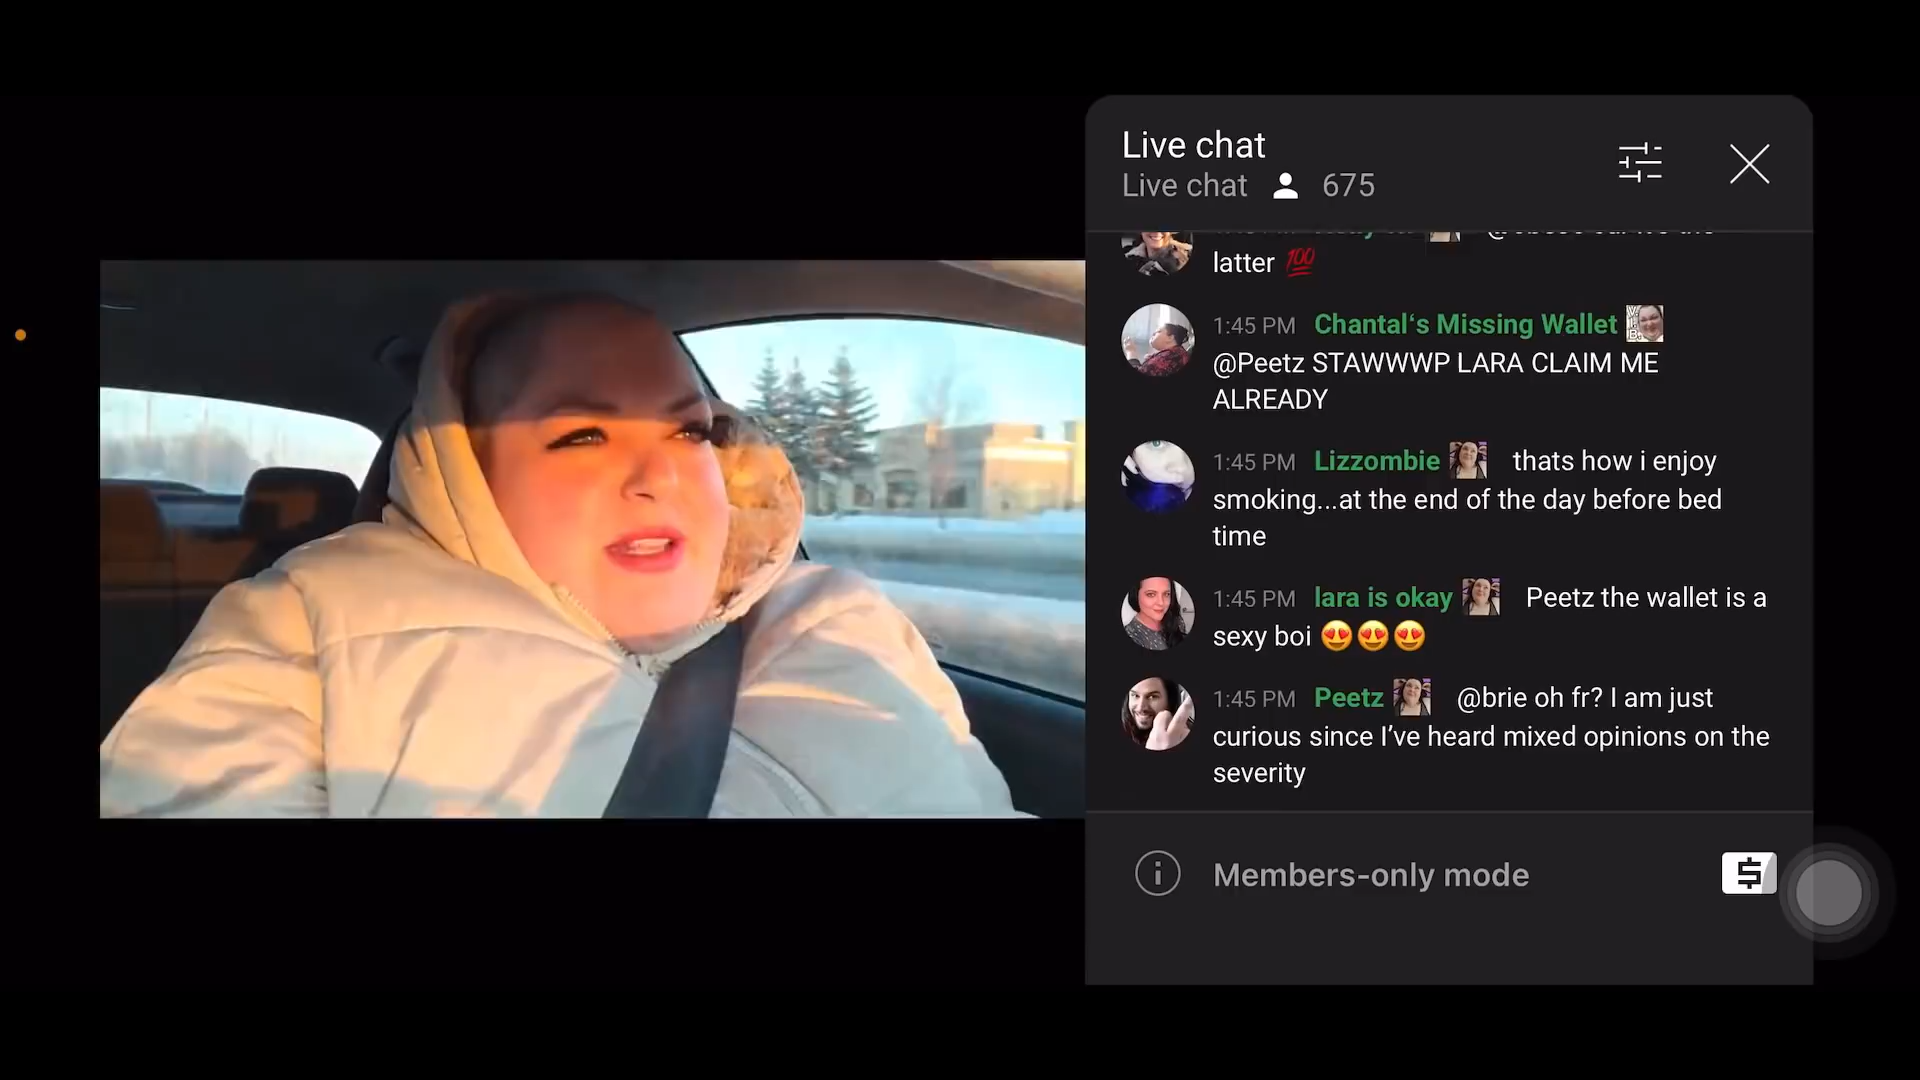 Live chat
Live chat 675
latter 💯
1:45 PM Chantal‘s Missing Wallet
@Peetz STAWWWP LARA CLAIM ME
ALREADY
1:45 PM Lizzombie thats how i enjoy
smoking...at the end of the day before bed
time
1:45 PM lara is okay Peetz the wallet is a
sexy boi 😍😍😍
1:45 PM Peetz @brie oh fr? I am just
curious since I’ve heard mixed opinions on the
severity
Members-only mode